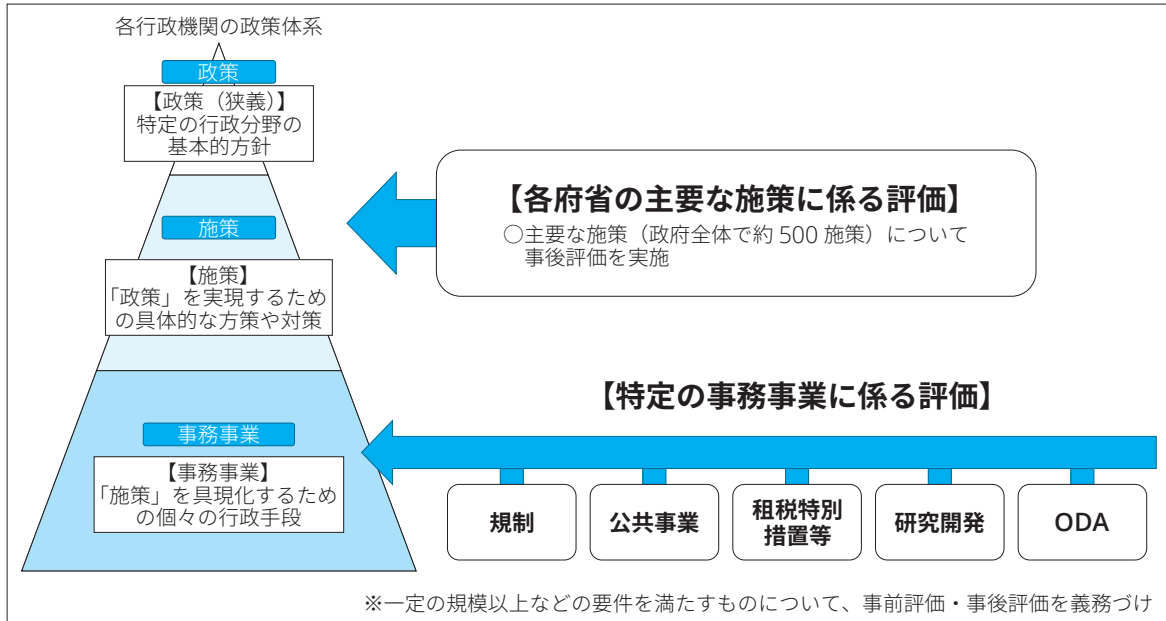 各行政機関の政策体系
政策
【政策（狭義）】
特定の行政分野の
基本的方針
施策
【施策】
「政策」を実現するため
の具体的な方策や対策
事務事業
【事務事業】
「施策」を具現化するため
の個々の行政手段
【各府省の主要な施策に係る評価】
○主要な施策（政府全体で約 500 施策）について
事後評価を実施
【特定の事務事業に係る評価】
規制
公共事業
租税特別
措置等
研究開発
ODA
※一定の規模以上などの要件を満たすものについて、事前評価・事後評価を義務づけ